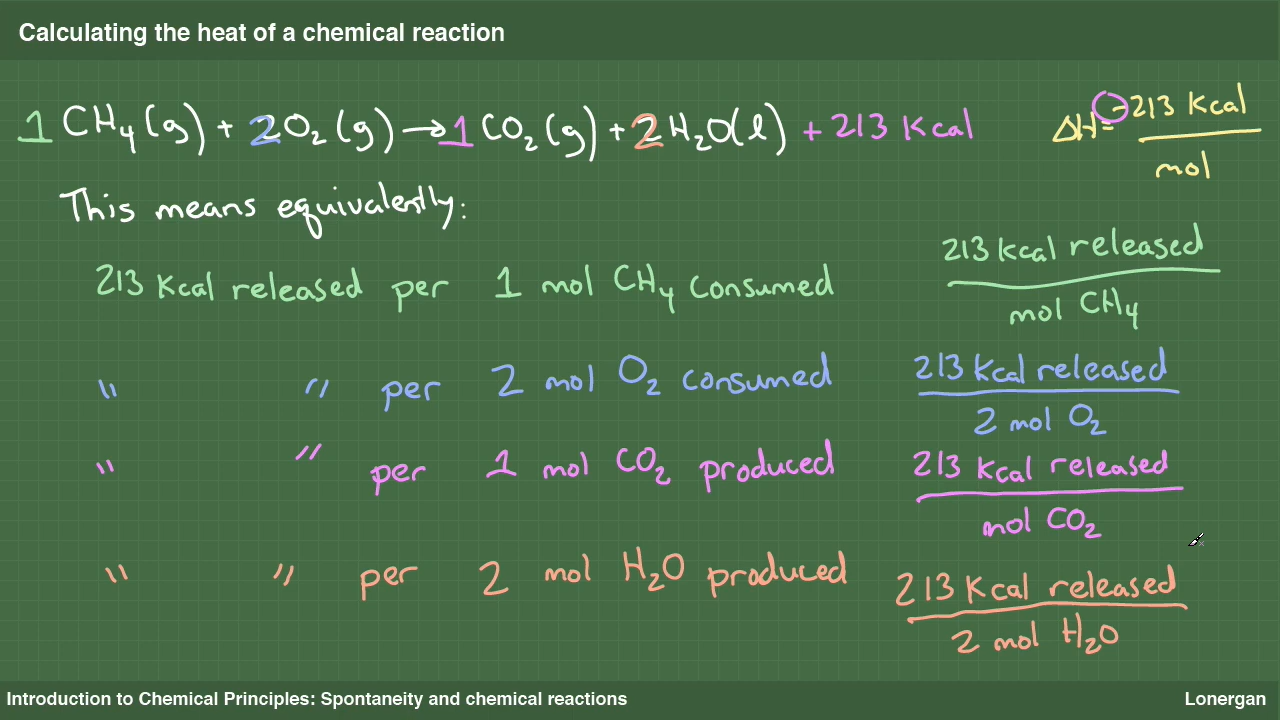 Calculating the heat of a chemical reaction
1 CH₄(g) + 2O₂(g) → 1 CO₂(g) + 2 H₂O(l) + 213 Kcal
ΔH = -213 Kcal / mol
This means equivalently:
213 Kcal released per 1 mol CH₄ consumed
213 Kcal released / mol CH₄
" " per 2 mol O₂ consumed
213 Kcal released / 2 mol O₂
" " per 1 mol CO₂ produced
213 Kcal released / mol CO₂
" " per 2 mol H₂O produced
213 Kcal released / 2 mol H₂O
Introduction to Chemical Principles: Spontaneity and chemical reactions
Lonergan